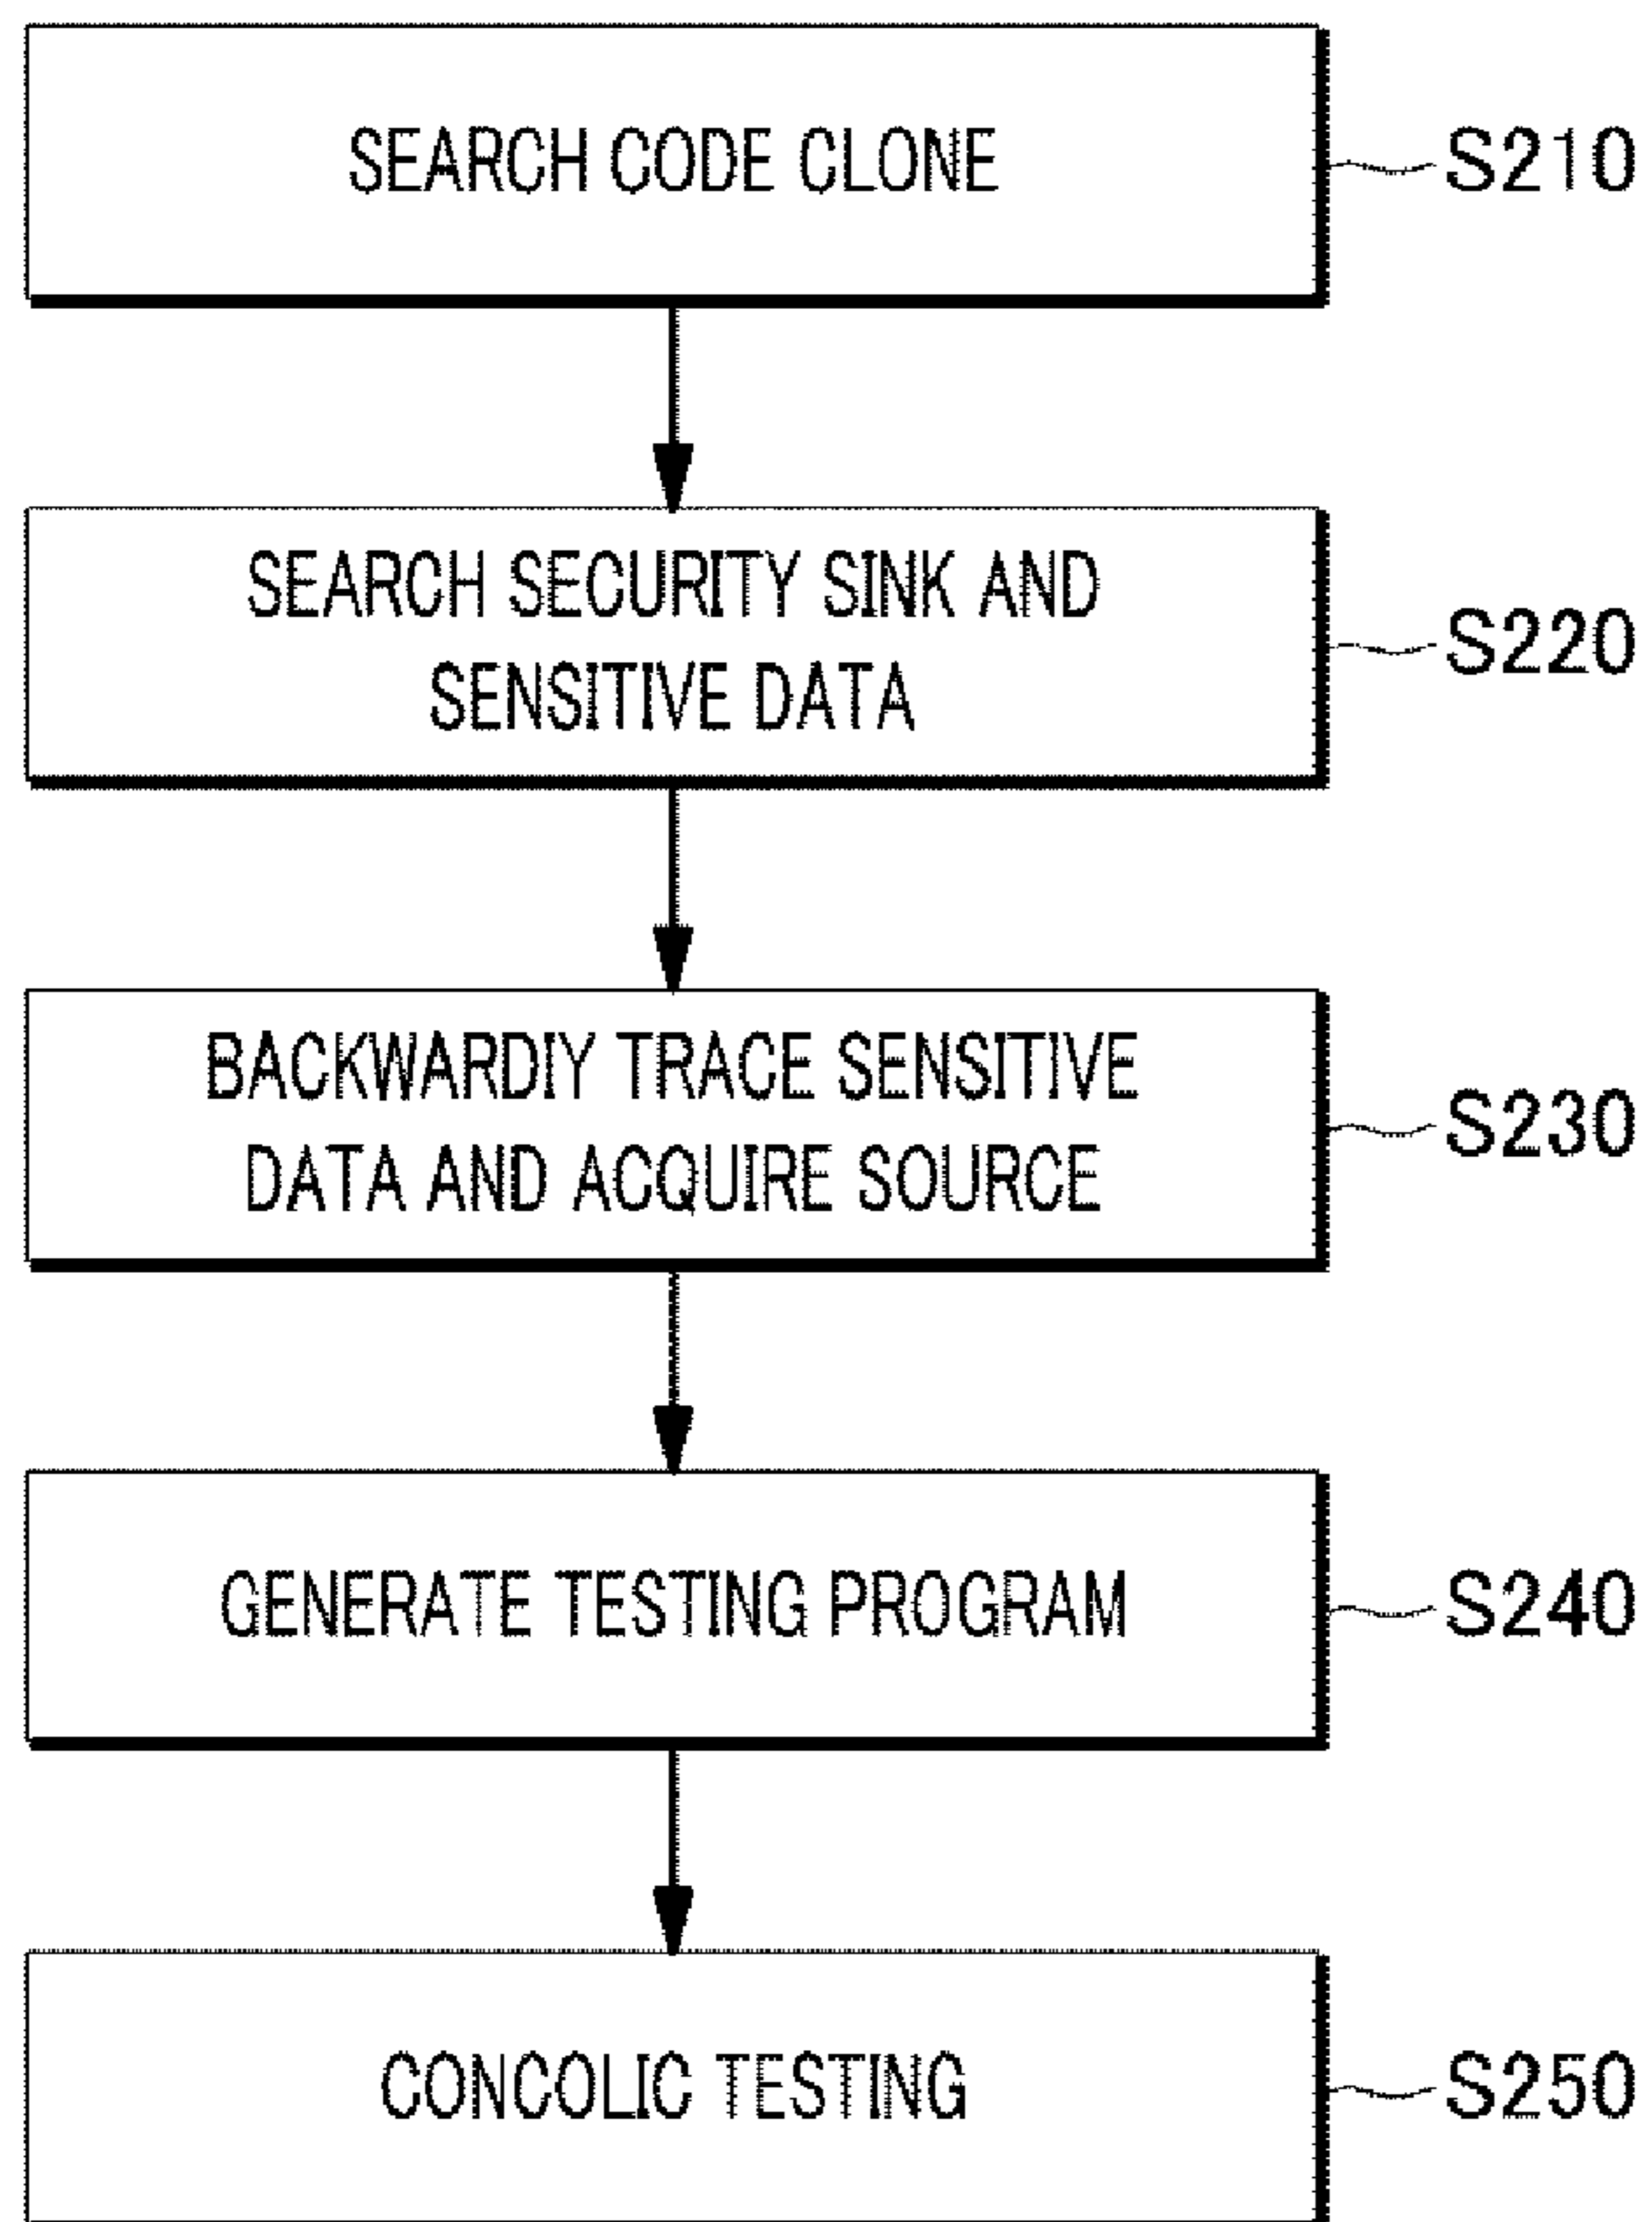 SEARCH CODE CLONE
S210
SEARCH SECURITY SINK AND
SENSITIVE DATA
S220
BACKWARDIY TRACE SENSITIVE
DATA AND ACQUIRE SOURCE
S230
GENERATE TESTING PROGRAM
S240
CONCOLIC TESTING
S250